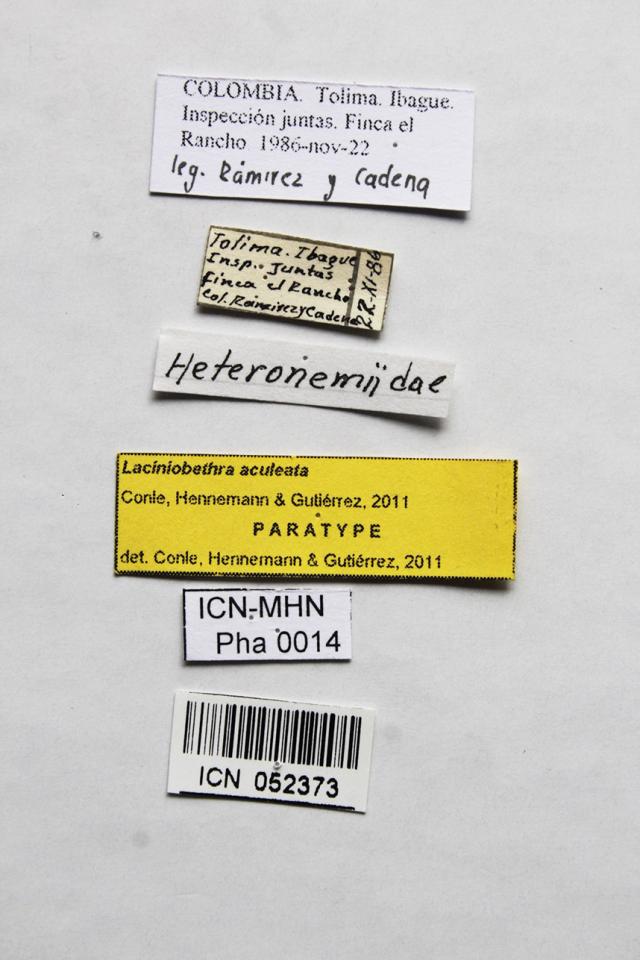 COLOMBIA. Tolima. Ibague.
Inspección juntas. Finca el
Rancho 1986-nov-22
leg. Ramirez y Cadena
Tolima. Ibague
Insp. Juntas
finca el Rancho
Col. Ramirez y Cadena
22-XI-86
Heteronemiidae
Laciniobethra aculeata
Conle, Hennemann & Gutiérrez, 2011
PARATYPE
det. Conle, Hennemann & Gutiérrez, 2011
ICN-MHN
Pha 0014
ICN 052373